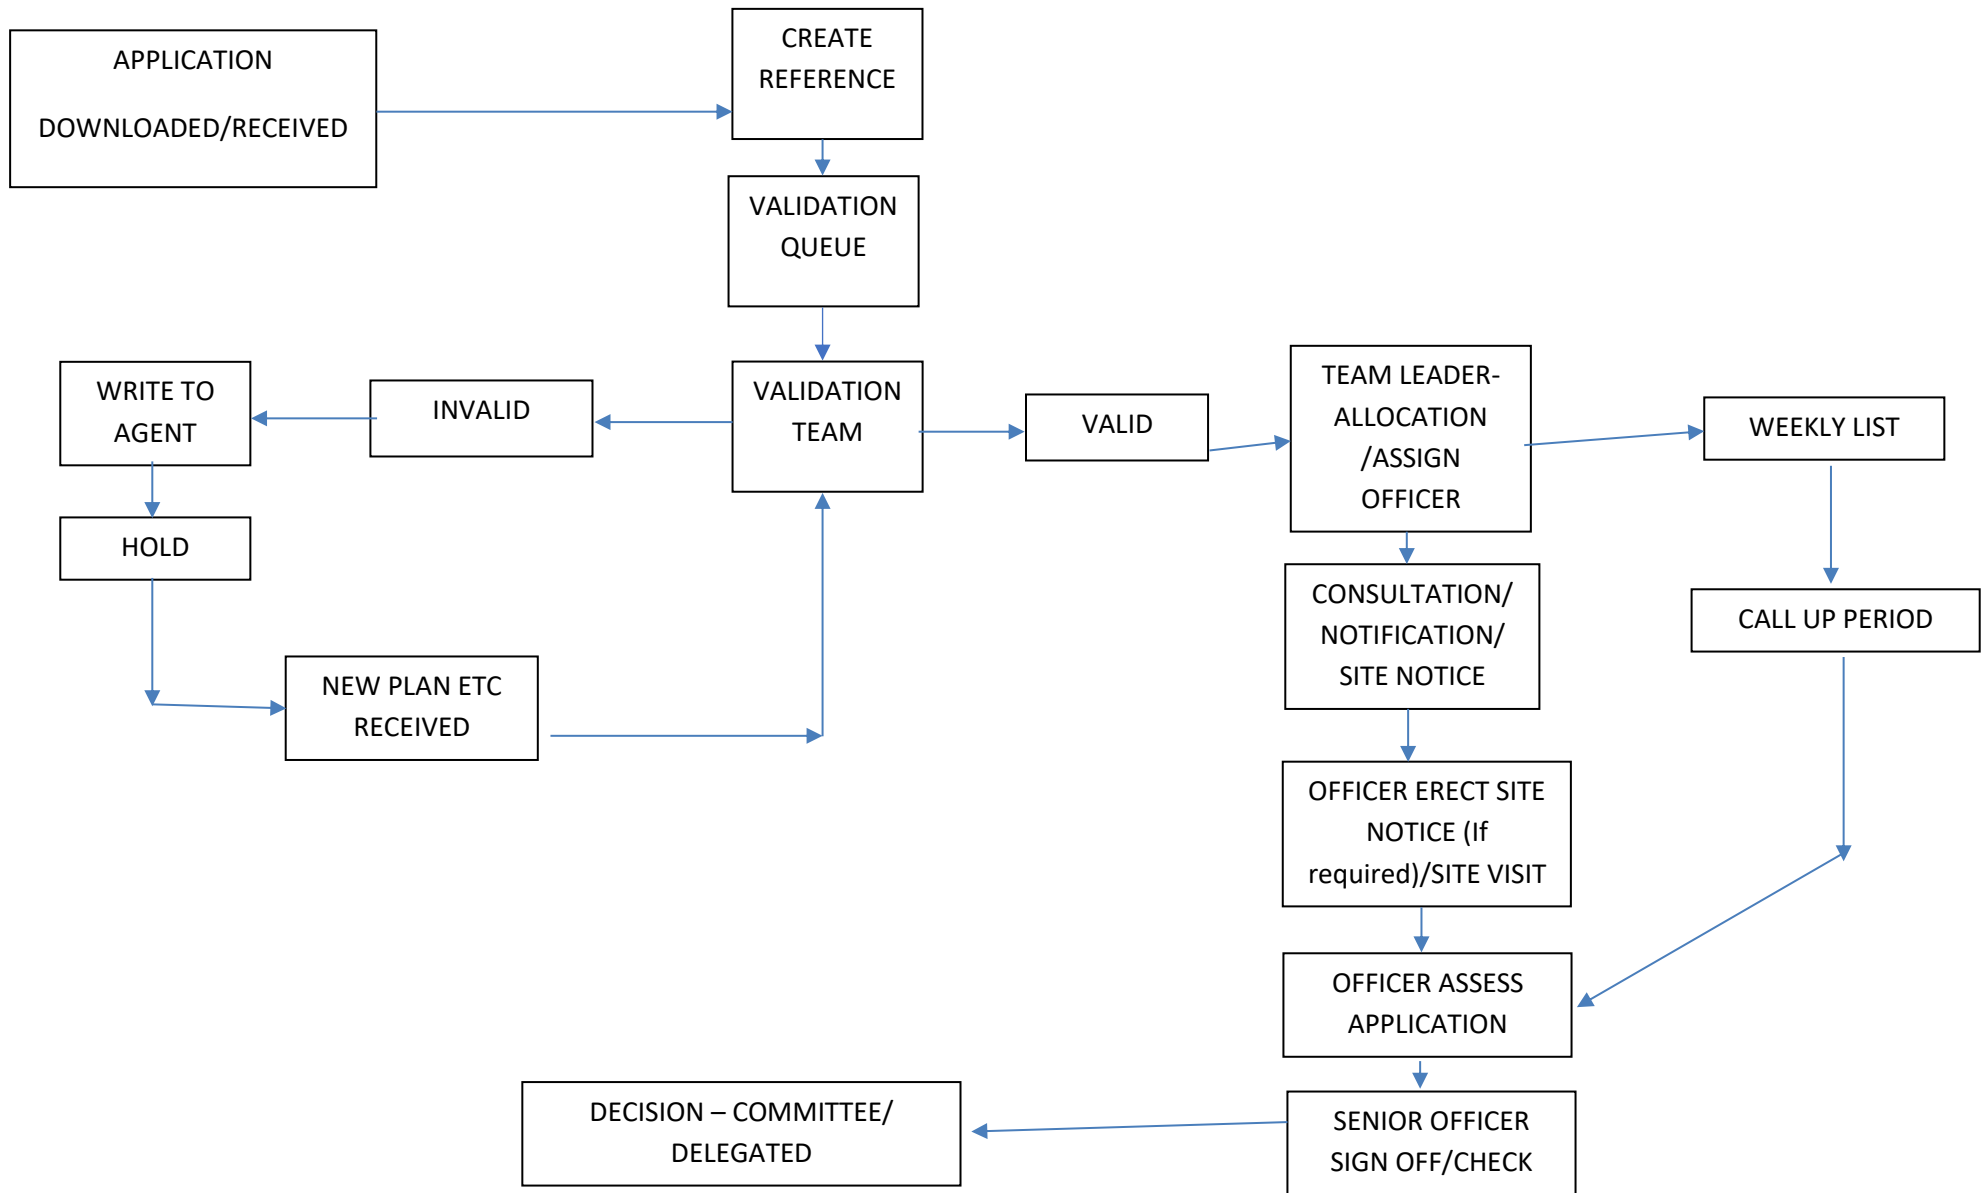 APPLICATION
DOWNLOADED/RECEIVED
CREATE
REFERENCE
VALIDATION
QUEUE
WRITE TO
AGENT
INVALID
VALIDATION
TEAM
VALID
TEAM LEADER-
ALLOCATION
/ASSIGN
OFFICER
WEEKLY LIST
HOLD
CONSULTATION/
NOTIFICATION/
SITE NOTICE
CALL UP PERIOD
NEW PLAN ETC
RECEIVED
OFFICER ERECT SITE
NOTICE (If
required)/SITE VISIT
OFFICER ASSESS
APPLICATION
DECISION – COMMITTEE/
DELEGATED
SENIOR OFFICER
SIGN OFF/CHECK